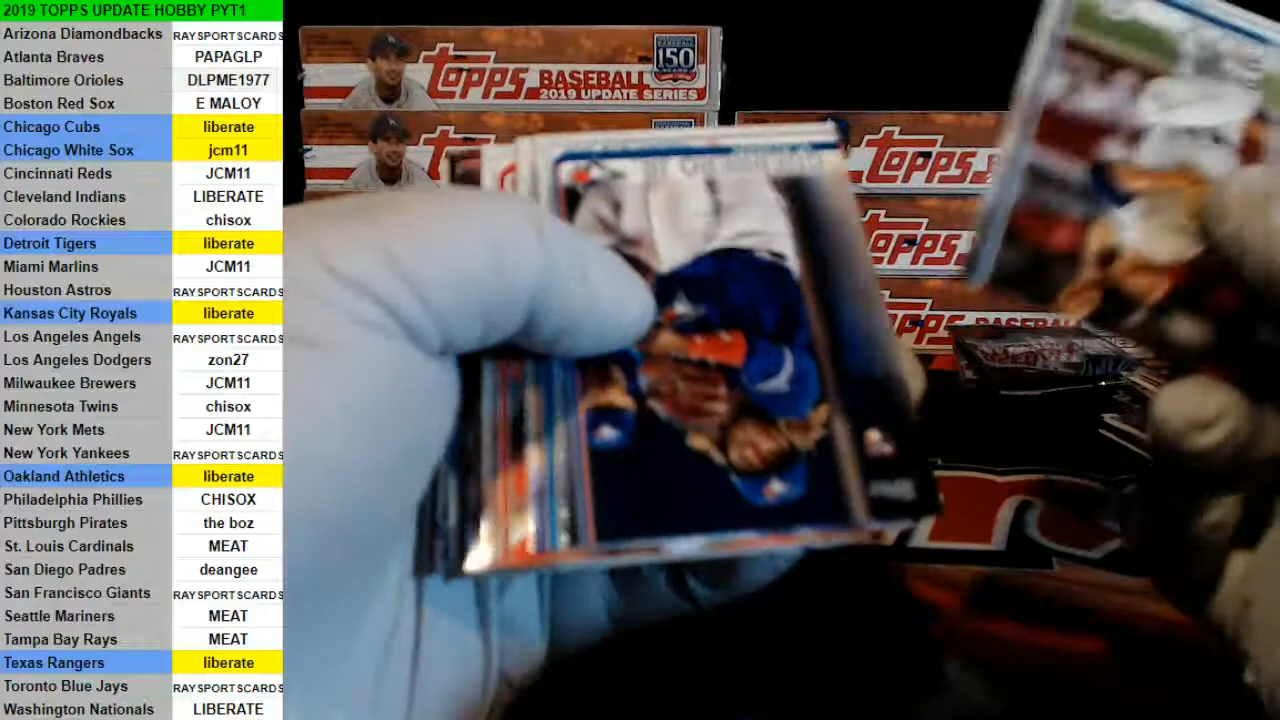 2019 TOPPS UPDATE HOBBY PYT1
Arizona Diamondbacks RAYSPORTSCARDS
Atlanta Braves PAPAGLP
Baltimore Orioles DLPME1977
Boston Red Sox E MALOY
Chicago Cubs liberate
Chicago White Sox jcm11
Cincinnati Reds JCM11
Cleveland Indians LIBERATE
Colorado Rockies chisox
Detroit Tigers liberate
Miami Marlins JCM11
Houston Astros RAYSPORTSCARDS
Kansas City Royals liberate
Los Angeles Angels RAYSPORTSCARDS
Los Angeles Dodgers zon27
Milwaukee Brewers JCM11
Minnesota Twins chisox
New York Mets JCM11
New York Yankees RAYSPORTSCARDS
Oakland Athletics liberate
Philadelphia Phillies CHISOX
Pittsburgh Pirates the boz
St. Louis Cardinals MEAT
San Diego Padres deangee
San Francisco Giants RAYSPORTSCARDS
Seattle Mariners MEAT
Tampa Bay Rays MEAT
Texas Rangers liberate
Toronto Blue Jays RAYSPORTSCARDS
Washington Nationals LIBERATE
Topps BASEBALL
2019 UPDATE SERIES
150
Topps
Topps
Topps
Topps BASEBALL